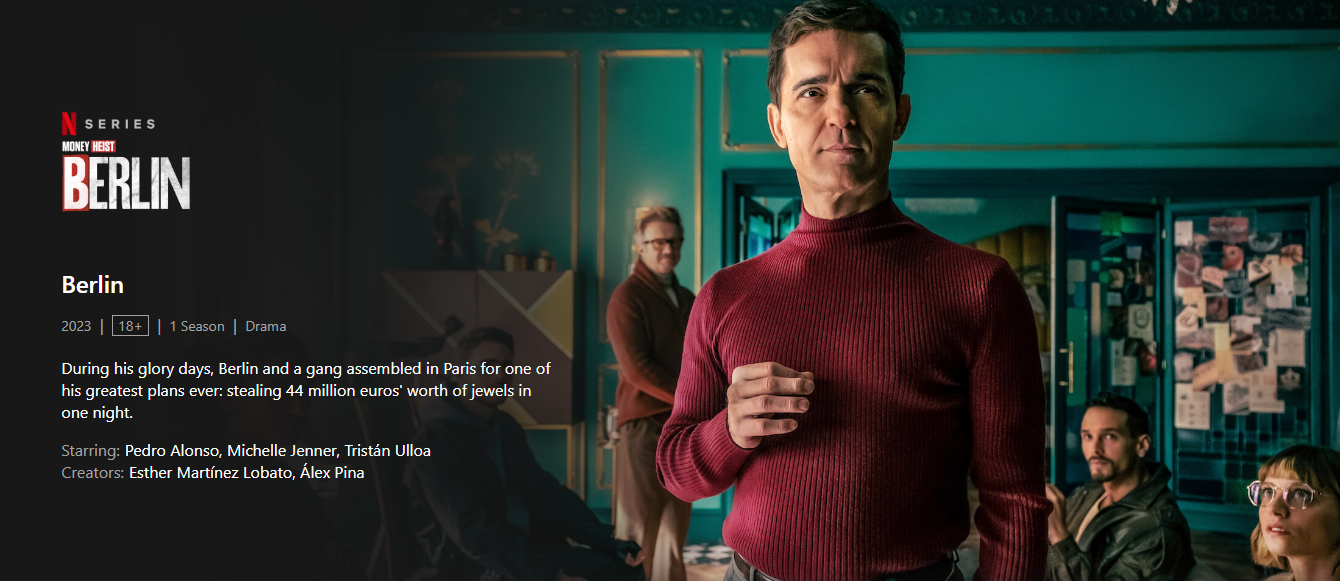 N SERIES
MONEY HEIST
BERLIN
Berlin
2023 | 18+ | 1 Season | Drama
During his glory days, Berlin and a gang assembled in Paris for one of
his greatest plans ever: stealing 44 million euros' worth of jewels in
one night.
Starring: Pedro Alonso, Michelle Jenner, Tristán Ulloa
Creators: Esther Martínez Lobato, Álex Pina